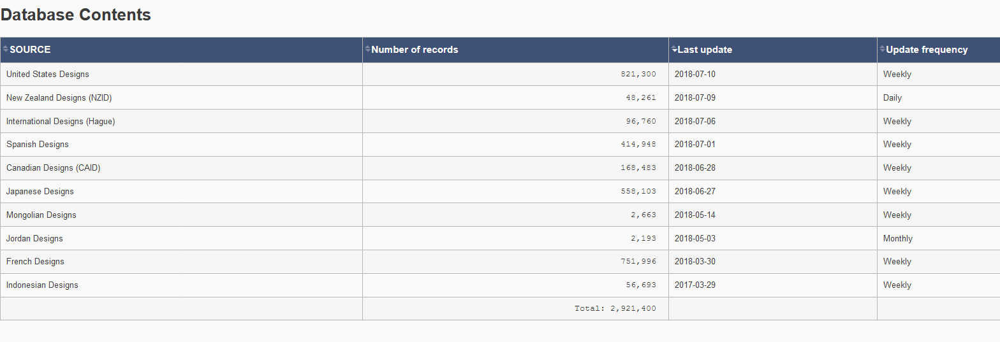 Database Contents
SOURCE Number of records Last update Update frequency
United States Designs 821,300 2018-07-10 Weekly
New Zealand Designs (NZID) 48,261 2018-07-09 Daily
International Designs (Hague) 96,760 2018-07-06 Weekly
Spanish Designs 414,948 2018-07-01 Weekly
Canadian Designs (CAID) 168,483 2018-06-28 Weekly
Japanese Designs 558,103 2018-06-27 Weekly
Mongolian Designs 2,663 2018-05-14 Weekly
Jordan Designs 2,193 2018-05-03 Monthly
French Designs 751,996 2018-03-30 Weekly
Indonesian Designs 56,693 2017-03-29 Weekly
Total: 2,921,400